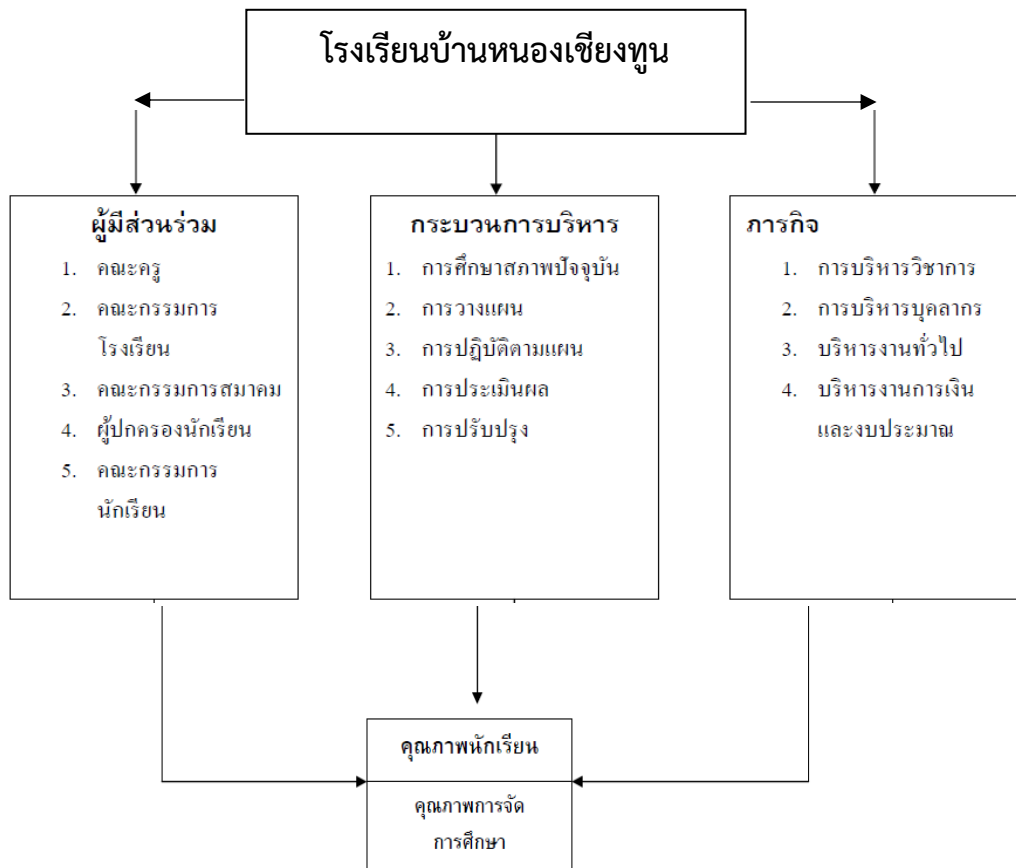 โรงเรียนบ้านหนองเชียงทูน
ผู้มีส่วนร่วม
1. คณะครู
2. คณะกรรมการ
โรงเรียน
3. คณะกรรมการสมาคม
4. ผู้ปกครองนักเรียน
5. คณะกรรมการ
นักเรียน
กระบวนการบริหาร
1. การศึกษาสภาพปัจจุบัน
2. การวางแผน
3. การปฏิบัติตามแผน
4. การประเมินผล
5. การปรับปรุง
ภารกิจ
1. การบริหารวิชาการ
2. การบริหารบุคลากร
3. บริหารงานทั่วไป
4. บริหารงานการเงิน
และงบประมาณ
คุณภาพนักเรียน
คุณภาพการจัด
การศึกษา